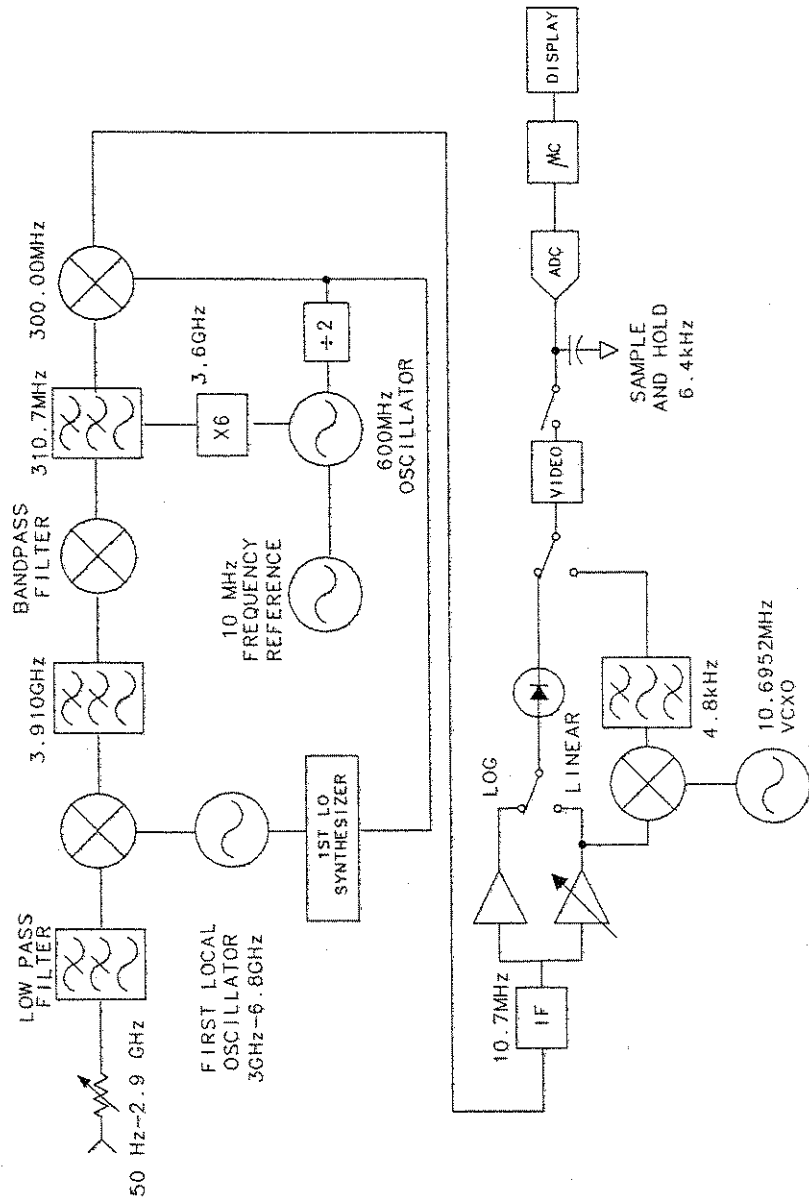 50 Hz-2.9 GHz
LOW PASS
FILTER
FIRST LOCAL
OSCILLATOR
3GHz-6.8GHz
1ST LO
SYNTHESIZER
3.910GHz
BANDPASS
FILTER
310.7MHz
300.00MHz
X6
3.6GHz
10 MHz
FREQUENCY
REFERENCE
600MHz
OSCILLATOR
÷2
10.7MHz
IF
LOG
LINEAR
10.6952MHz
VCXO
4.8kHz
VIDEO
SAMPLE
AND HOLD
6.4kHz
ADC
μC
DISPLAY